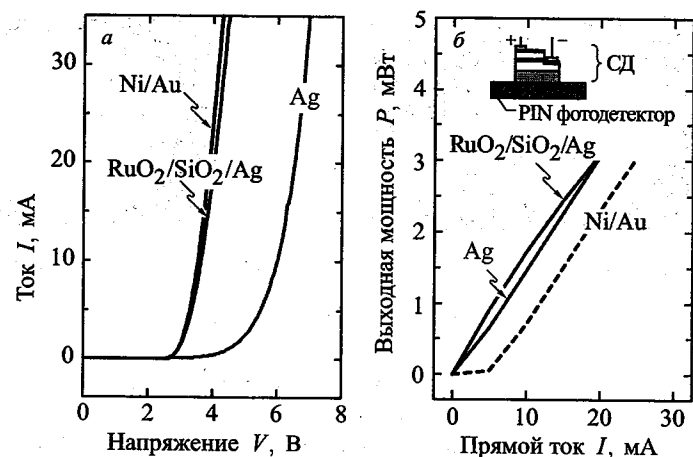 а
Ток I, мА
30
20
10
0
Ni/Au
RuO2/SiO2/Ag
Ag
0 2 4 6 8
Напряжение V, В
б
Выходная мощность P, мВт
5
4
3
2
1
0
+ −
СД
PIN фотодетектор
RuO2/SiO2/Ag
Ag
Ni/Au
0 10 20 30
Прямой ток I, мА